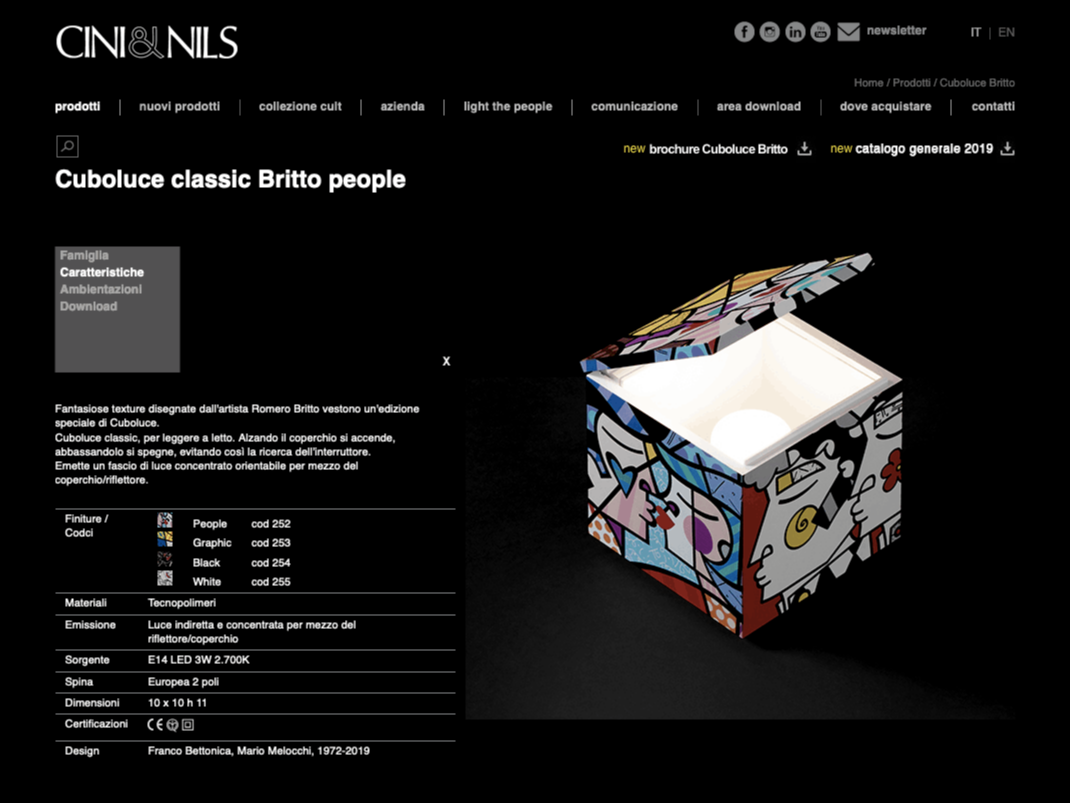 CINI&NILS
newsletter
IT | EN
Home / Prodotti / Cuboluce Britto
prodotti | nuovi prodotti | collezione cult | azienda | light the people | comunicazione | area download | dove acquistare | contatti
new brochure Cuboluce Britto
new catalogo generale 2019
Cuboluce classic Britto people
Famiglia
Caratteristiche
Ambientazioni
Download
X
Fantasiose texture disegnate dall'artista Romero Britto vestono un'edizione
speciale di Cuboluce.
Cuboluce classic, per leggere a letto. Alzando il coperchio si accende,
abbassandolo si spegne, evitando così la ricerca dell'interruttore.
Emette un fascio di luce concentrato orientabile per mezzo del
coperchio/riflettore.
Finiture /
Codci
People cod 252
Graphic cod 253
Black cod 254
White cod 255
Materiali Tecnopolimeri
Emissione Luce indiretta e concentrata per mezzo del
riflettore/coperchio
Sorgente E14 LED 3W 2.700K
Spina Europea 2 poli
Dimensioni 10 x 10 h 11
Certificazioni CE
Design Franco Bettonica, Mario Melocchi, 1972-2019